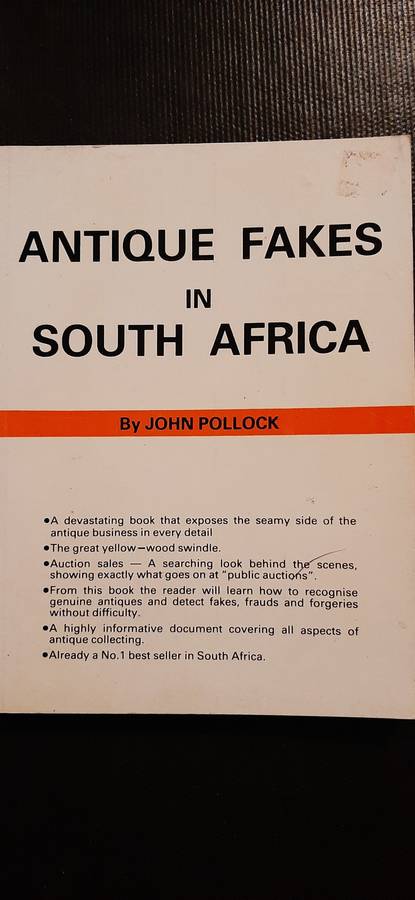 ANTIQUE FAKES
IN
SOUTH AFRICA
By JOHN POLLOCK
●A devastating book that exposes the seamy side of the
antique business in every detail
●The great yellow–wood swindle.
●Auction sales — A searching look behind the scenes,
showing exactly what goes on at "public auctions".
●From this book the reader will learn how to recognise
genuine antiques and detect fakes, frauds and forgeries
without difficulty.
●A highly informative document covering all aspects of
antique collecting.
●Already a No.1 best seller in South Africa.